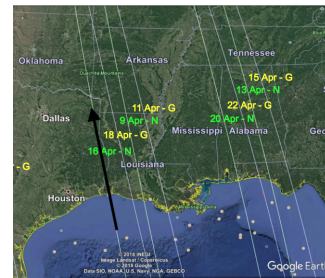 Oklahoma
Arkansas
Tennessee
Ouachita Mountains
15 Apr - G
13 Apr - N
11 Apr - G
22 Apr - G
9 Apr - N
20 Apr - N
Dallas
18 Apr - G
Mississippi
Alabama
16 Apr - N
- G
Louisiana
Houston
© 2018 INEGI
Image Landsat / Copernicus
© 2018 Google
Data SIO, NOAA, U.S. Navy, NGA, GEBCO
Google Earth